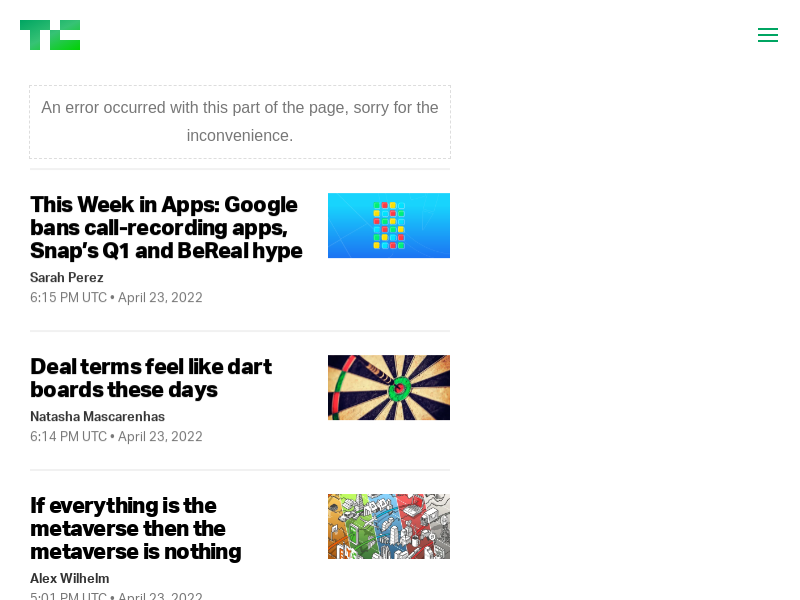 TC
An error occurred with this part of the page, sorry for the
inconvenience.
This Week in Apps: Google
bans call-recording apps,
Snap's Q1 and BeReal hype
Sarah Perez
6:15 PM UTC • April 23, 2022
Deal terms feel like dart
boards these days
Natasha Mascarenhas
6:14 PM UTC • April 23, 2022
If everything is the
metaverse then the
metaverse is nothing
Alex Wilhelm
5:01 PM UTC • April 23, 2022